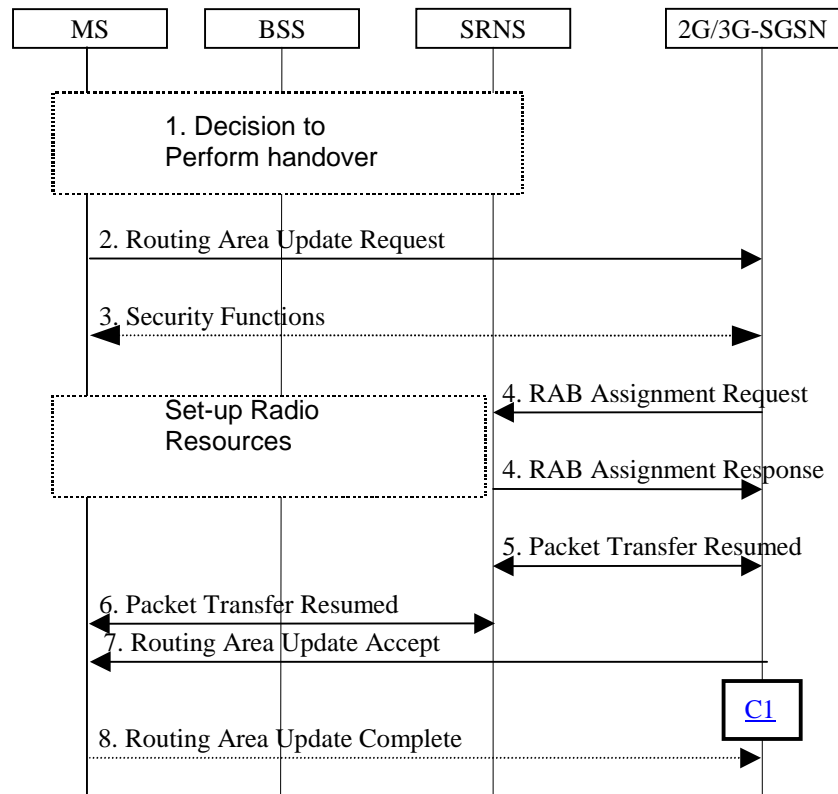 MS BSS SRNS 2G/3G-SGSN
1. Decision to
Perform handover
2. Routing Area Update Request
3. Security Functions
Set-up Radio
Resources
4. RAB Assignment Request
4. RAB Assignment Response
5. Packet Transfer Resumed
6. Packet Transfer Resumed
7. Routing Area Update Accept
C1
8. Routing Area Update Complete